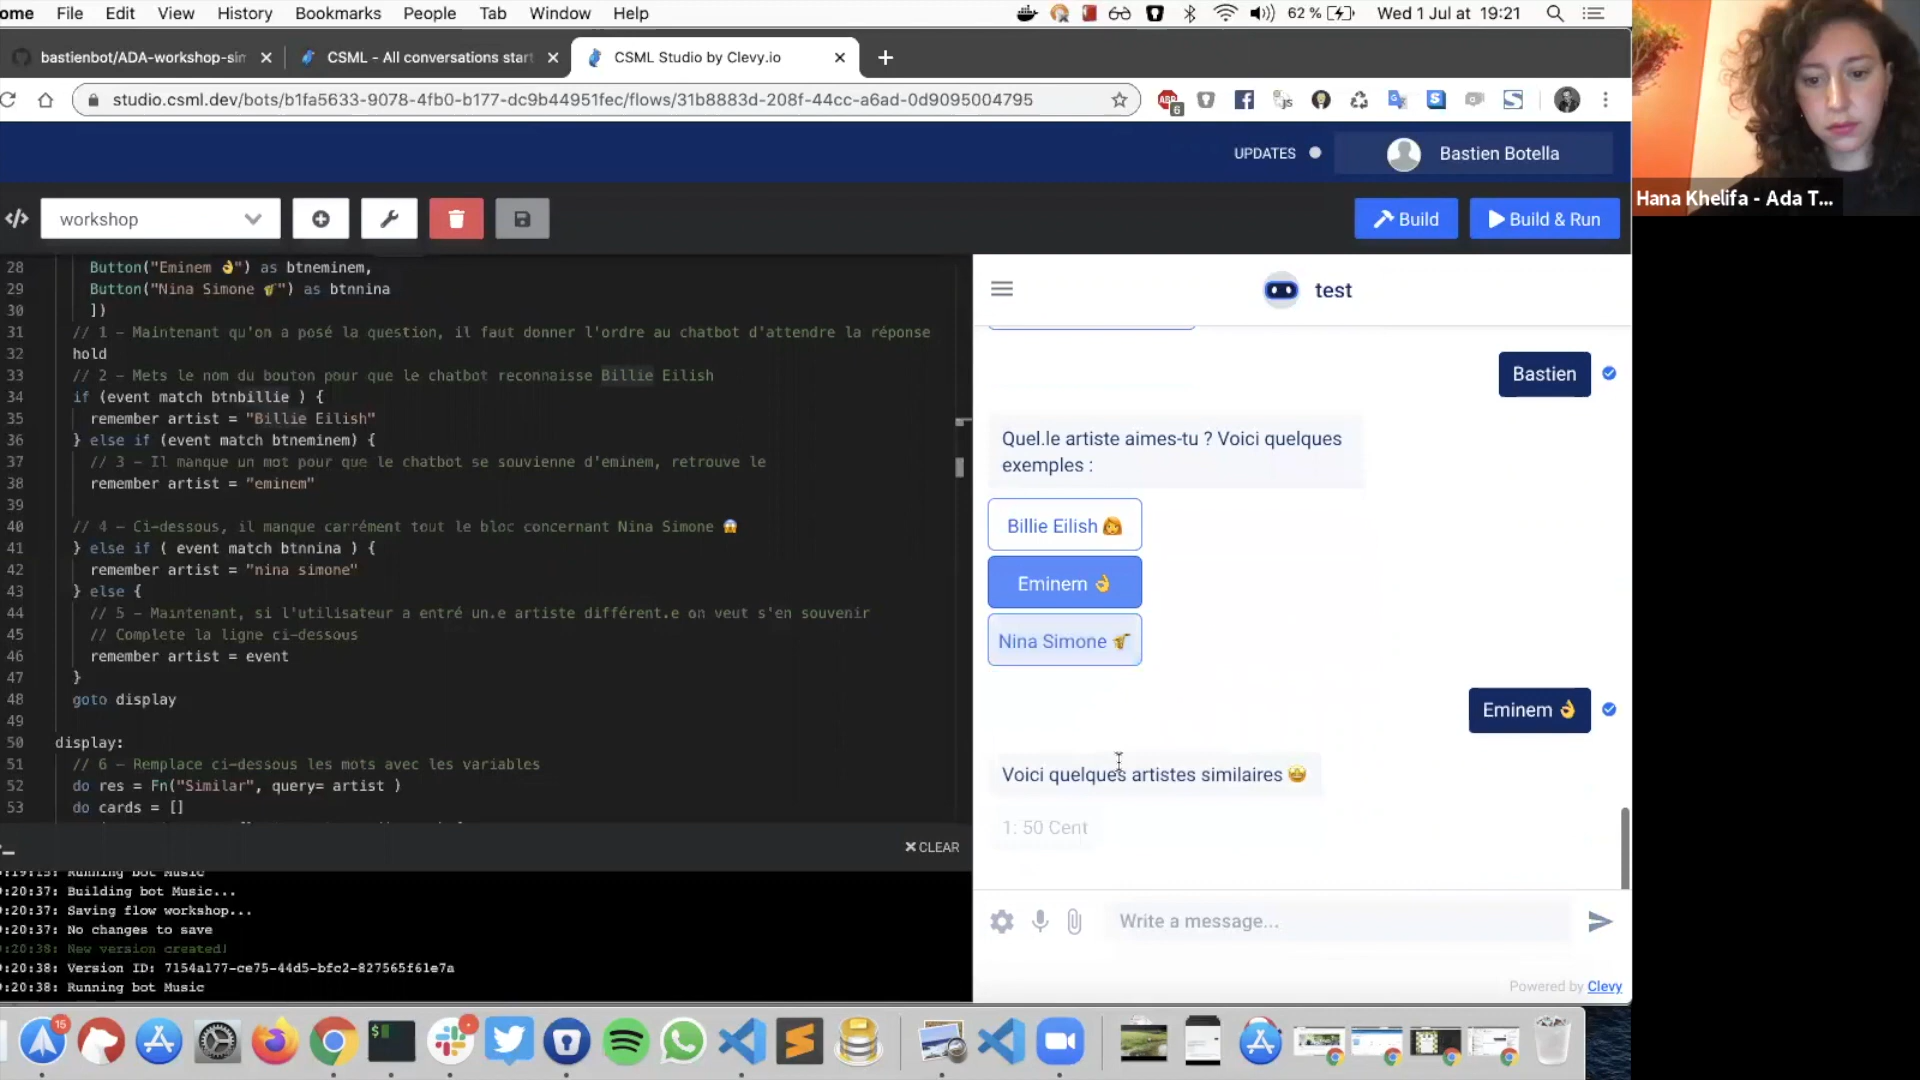 ome File Edit View History Bookmarks People Tab Window Help 62 % Wed 1 Jul at 19:21
bastienbot/ADA-workshop-sim CSML - All conversations start CSML Studio by Clevy.io
studio.csml.dev/bots/b1fa5633-9078-4fb0-b177-dc9b44951fec/flows/31b8883d-208f-44cc-a6ad-0d9095004795
6
UPDATES Bastien Botella
Hana Khelifa - Ada T...
</> workshop Build Build & Run
28 Button("Eminem 👌") as btneminem,
29 Button("Nina Simone 🎷") as btnnina
30 ])
31 // 1 - Maintenant qu'on a posé la question, il faut donner l'ordre au chatbot d'attendre la réponse
32 hold
33 // 2 - Mets le nom du bouton pour que le chatbot reconnaisse Billie Eilish
34 if (event match btnbillie ) {
35 remember artist = "Billie Eilish"
36 } else if (event match btneminem) {
37 // 3 - Il manque un mot pour que le chatbot se souvienne d'eminem, retrouve le
38 remember artist = "eminem"
39
40 // 4 - Ci-dessous, il manque carrément tout le bloc concernant Nina Simone 😱
41 } else if ( event match btnnina ) {
42 remember artist = "nina simone"
43 } else {
44 // 5 - Maintenant, si l'utilisateur a entré un.e artiste différent.e on veut s'en souvenir
45 // Complete la ligne ci-dessous
46 remember artist = event
47 }
48 goto display
49
50 display:
51 // 6 - Remplace ci-dessous les mots avec les variables
52 do res = Fn("Similar", query= artist )
53 do cards = []
CLEAR
:19:15: Running bot Music
:20:37: Building bot Music...
:20:37: Saving flow workshop...
:20:37: No changes to save
:20:38: New version created!
:20:38: Version ID: 7154a177-ce75-44d5-bfc2-827565f61e7a
:20:38: Running bot Music
test
Bastien
Quel.le artiste aimes-tu ? Voici quelques
exemples :
Billie Eilish 👩
Eminem 👌
Nina Simone 🎷
Eminem 👌
Voici quelques artistes similaires 🤩
1: 50 Cent
Write a message...
Powered by Clevy
15
$